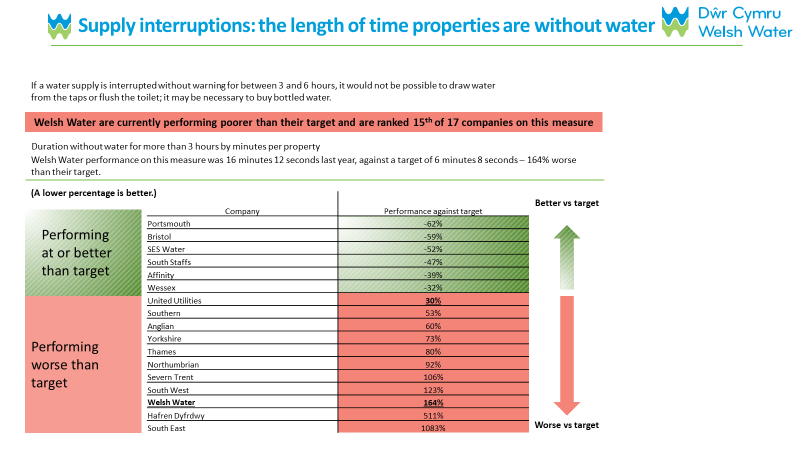 Supply interruptions: the length of time properties are without water
Dŵr Cymru
Welsh Water
If a water supply is interrupted without warning for between 3 and 6 hours, it would not be possible to draw water
from the taps or flush the toilet; it may be necessary to buy bottled water.
Welsh Water are currently performing poorer than their target and are ranked 15th of 17 companies on this measure
Duration without water for more than 3 hours by minutes per property
Welsh Water performance on this measure was 16 minutes 12 seconds last year, against a target of 6 minutes 8 seconds – 164% worse
than their target.
(A lower percentage is better.)
Better vs target
Company Performance against target
Performing
at or better
than target
Portsmouth -62%
Bristol -59%
SES Water -52%
South Staffs -47%
Affinity -39%
Wessex -32%
United Utilities 30%
Southern 53%
Anglian 60%
Yorkshire 73%
Thames 80%
Northumbrian 92%
Severn Trent 106%
South West 123%
Welsh Water 164%
Hafren Dyfrdwy 511%
South East 1083%
Performing
worse than
target
Worse vs target